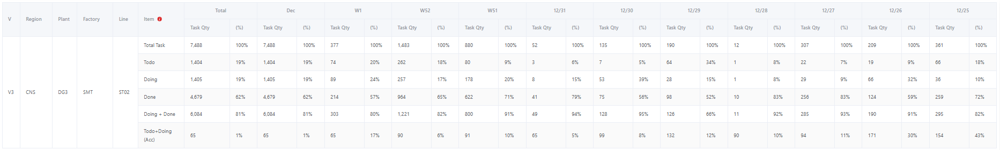 V Region Plant Factory Line Item Total Dec W1 W52 W51 12/31 12/30 12/29 12/28 12/27 12/26 12/25
Task Qty (%) Task Qty (%) Task Qty (%) Task Qty (%) Task Qty (%) Task Qty (%) Task Qty (%) Task Qty (%) Task Qty (%) Task Qty (%) Task Qty (%) Task Qty (%)
V3 CNS DG3 SMT ST02
Total Task 7,488 100% 7,488 100% 377 100% 1,483 100% 880 100% 52 100% 135 100% 190 100% 12 100% 307 100% 209 100% 361 100%
Todo 1,404 19% 1,404 19% 74 20% 262 18% 80 9% 3 6% 7 5% 64 34% 1 8% 22 7% 19 9% 66 18%
Doing 1,405 19% 1,405 19% 89 24% 257 17% 178 20% 8 15% 53 39% 28 15% 1 8% 29 9% 66 32% 36 10%
Done 4,679 62% 4,679 62% 214 57% 964 65% 622 71% 41 79% 75 56% 98 52% 10 83% 256 83% 124 59% 259 72%
Doing + Done 6,084 81% 6,084 81% 303 80% 1,221 82% 800 91% 49 94% 128 95% 126 66% 11 92% 285 93% 190 91% 295 82%
Todo+Doing
(Acc) 65 1% 65 1% 65 17% 90 6% 91 10% 65 5% 99 8% 132 12% 90 10% 94 11% 171 30% 154 43%